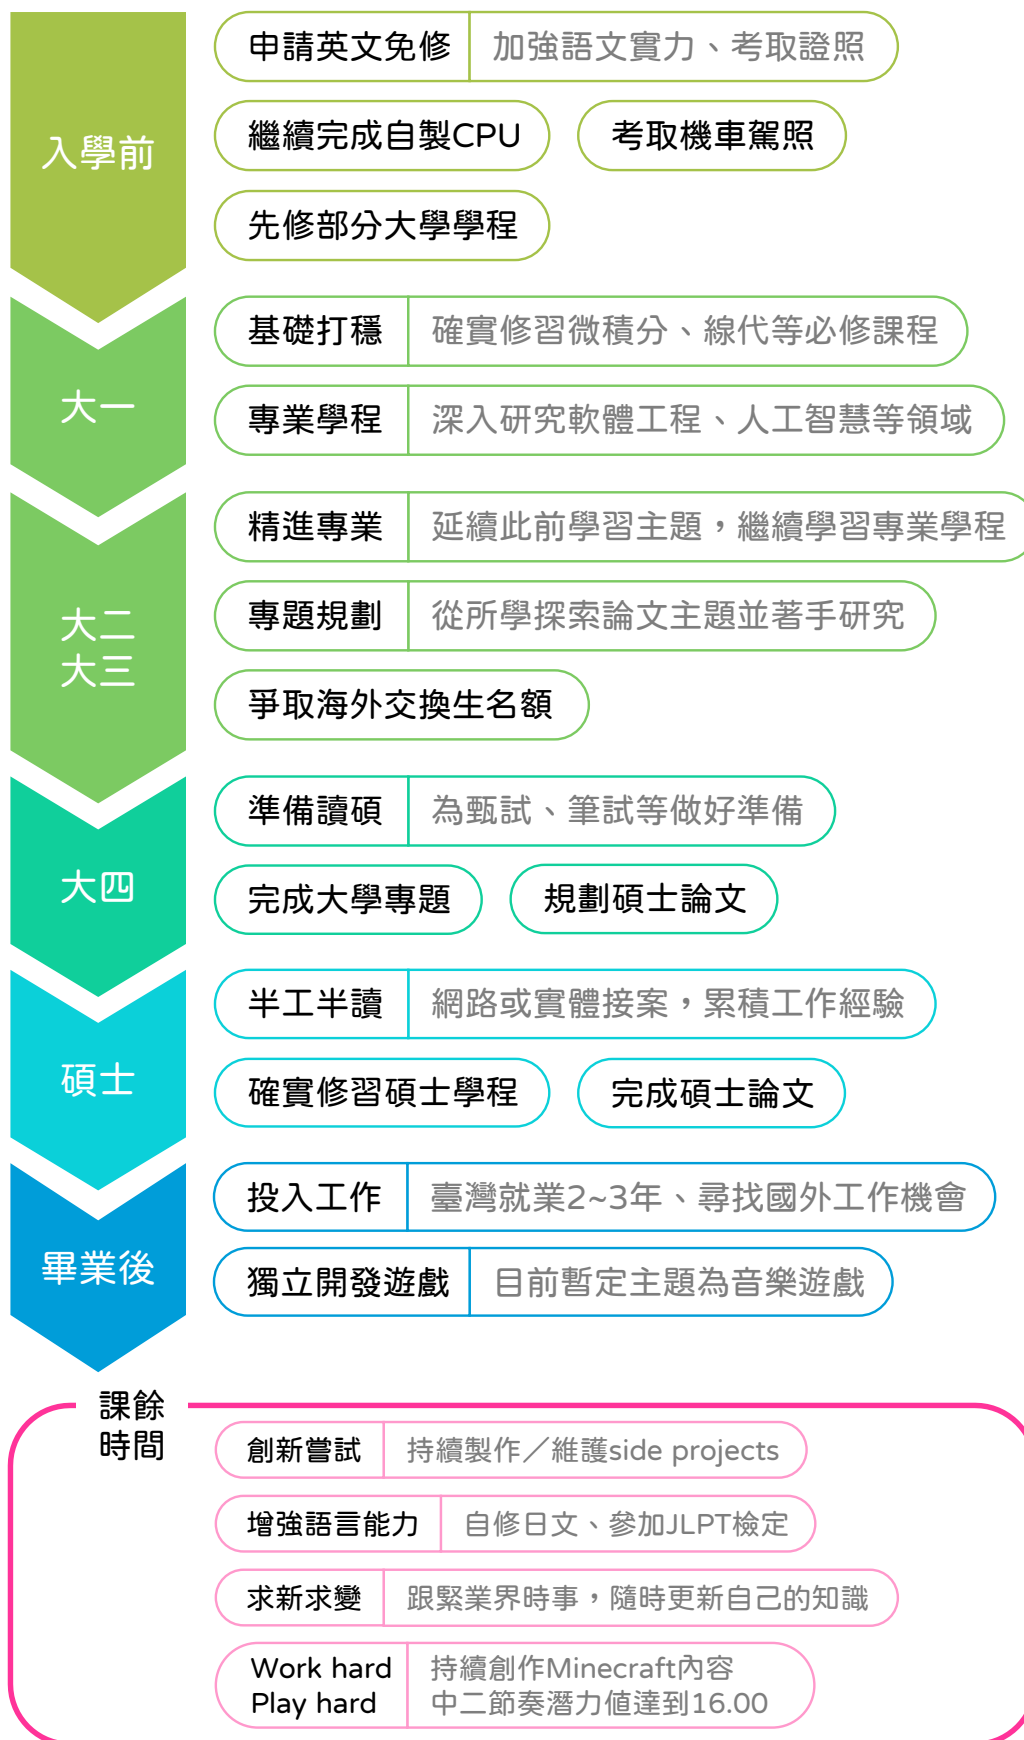 入學前
申請英文免修 加強語文實力、考取證照
繼續完成自製CPU 考取機車駕照
先修部分大學學程
大一
基礎打穩 確實修習微積分、線代等必修課程
專業學程 深入研究軟體工程、人工智慧等領域
大二
大三
精進專業 延續此前學習主題，繼續學習專業學程
專題規劃 從所學探索論文主題並著手研究
爭取海外交換生名額
大四
準備讀碩 為甄試、筆試等做好準備
完成大學專題 規劃碩士論文
碩士
半工半讀 網路或實體接案，累積工作經驗
確實修習碩士學程 完成碩士論文
畢業後
投入工作 臺灣就業2~3年、尋找國外工作機會
獨立開發遊戲 目前暫定主題為音樂遊戲
課餘
時間
創新嘗試 持續製作／維護side projects
增強語言能力 自修日文、參加JLPT檢定
求新求變 跟緊業界時事，隨時更新自己的知識
Work hard 持續創作Minecraft內容
Play hard 中二節奏潛力值達到16.00